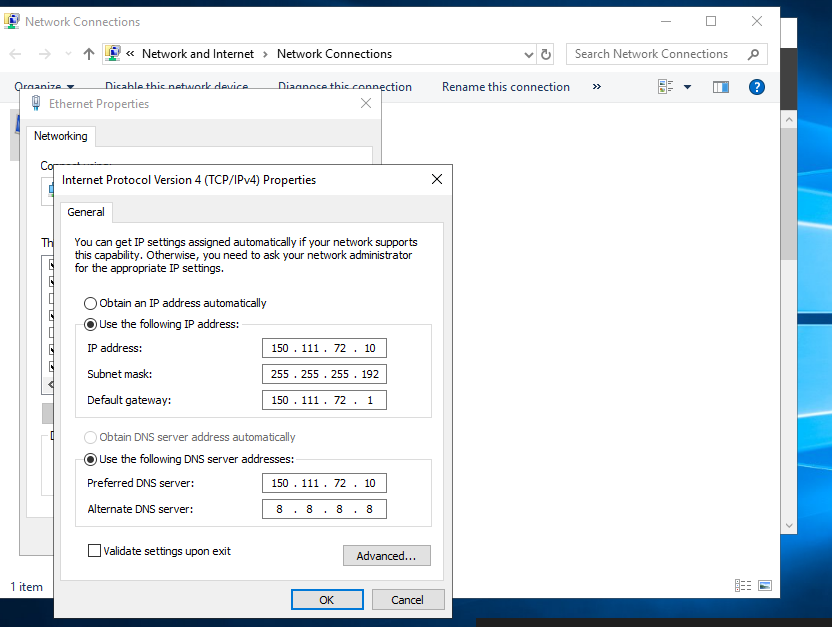 Network Connections
« Network and Internet › Network Connections
Search Network Connections
Organize Disable this network device Diagnose this connection Rename this connection »
Ethernet Properties
Networking
Internet Protocol Version 4 (TCP/IPv4) Properties
General
You can get IP settings assigned automatically if your network supports
this capability. Otherwise, you need to ask your network administrator
for the appropriate IP settings.
Obtain an IP address automatically
Use the following IP address:
IP address: 150 . 111 . 72 . 10
Subnet mask: 255 . 255 . 255 . 192
Default gateway: 150 . 111 . 72 . 1
Obtain DNS server address automatically
Use the following DNS server addresses:
Preferred DNS server: 150 . 111 . 72 . 10
Alternate DNS server: 8 . 8 . 8 . 8
Validate settings upon exit
Advanced...
1 item
OK Cancel